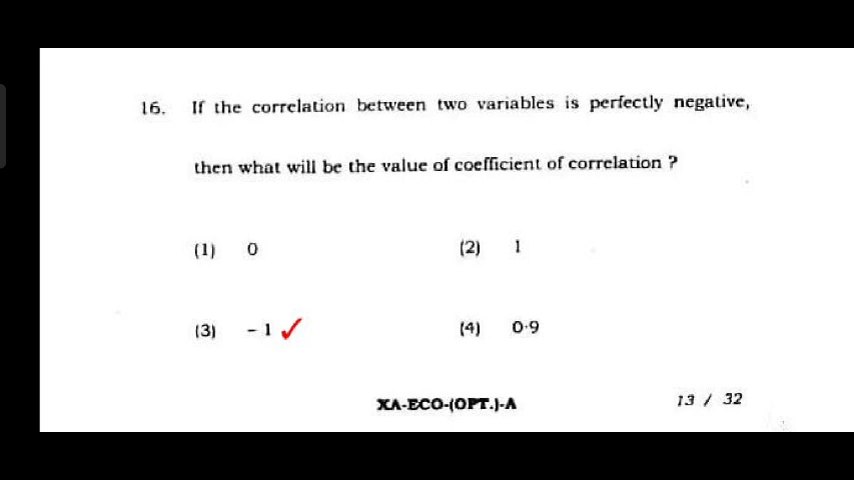 16. If the correlation between two variables is perfectly negative,
then what will be the value of coefficient of correlation ?
(1) 0 (2) 1
(3) - 1 ✓ (4) 0·9
XA-ECO-(OPT.)-A 13 / 32